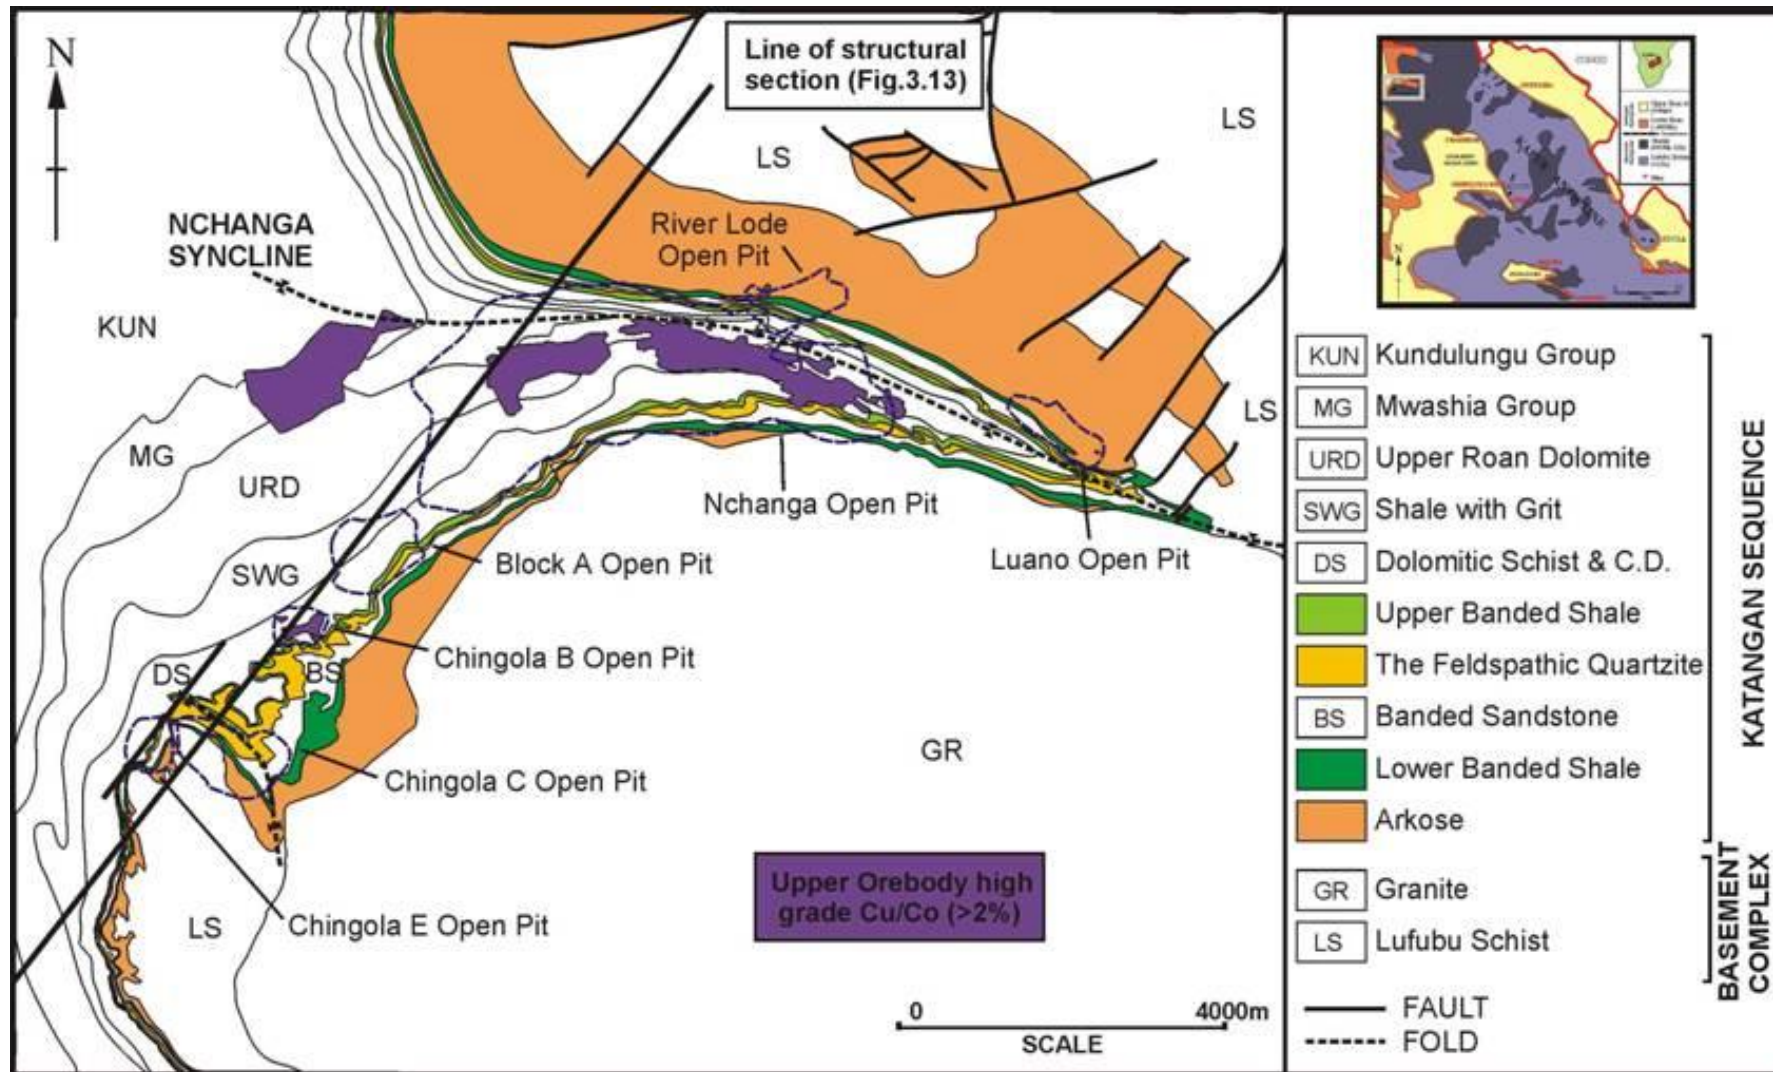 N
Line of structural
section (Fig.3.13)
LS
LS
NCHANGA
SYNCLINE
River Lode
Open Pit
KUN
LS
MG
URD
Nchanga Open Pit
Luano Open Pit
Block A Open Pit
SWG
Chingola B Open Pit
DS
BS
GR
Chingola C Open Pit
Upper Orebody high
grade Cu/Co (>2%)
LS
Chingola E Open Pit
0
4000m
SCALE
N
KUN
Kundulungu Group
MG
Mwashia Group
URD
Upper Roan Dolomite
SWG
Shale with Grit
DS
Dolomitic Schist & C.D.
Upper Banded Shale
The Feldspathic Quartzite
BS
Banded Sandstone
Lower Banded Shale
Arkose
KATANGAN SEQUENCE
GR
Granite
LS
Lufubu Schist
BASEMENT
COMPLEX
FAULT
FOLD